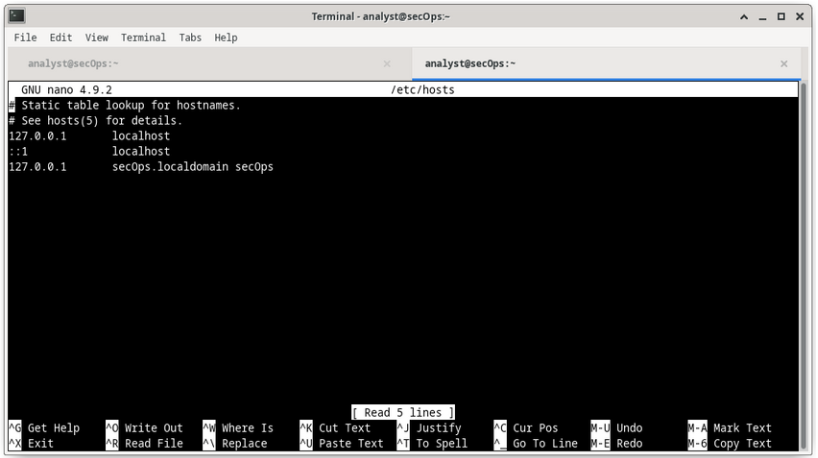 Terminal - analyst@secOps:~
File Edit View Terminal Tabs Help
analyst@secOps:~ analyst@secOps:~
GNU nano 4.9.2 /etc/hosts
# Static table lookup for hostnames.
# See hosts(5) for details.
127.0.0.1 localhost
::1 localhost
127.0.0.1 secOps.localdomain secOps
[ Read 5 lines ]
^G Get Help ^O Write Out ^W Where Is ^K Cut Text ^J Justify ^C Cur Pos M-U Undo M-A Mark Text
^X Exit ^R Read File ^\ Replace ^U Paste Text ^T To Spell ^_ Go To Line M-E Redo M-6 Copy Text